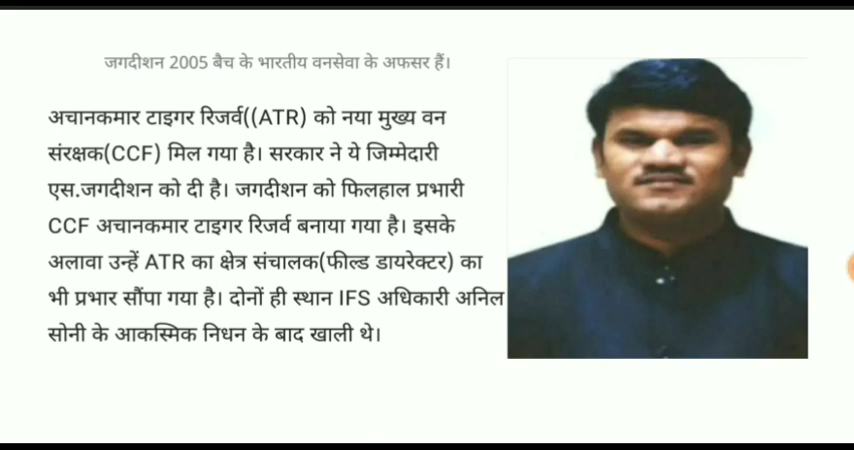 जगदीशन 2005 बैच के भारतीय वनसेवा के अफसर हैं।
अचानकमार टाइगर रिजर्व((ATR) को नया मुख्य वन
संरक्षक(CCF) मिल गया है। सरकार ने ये जिम्मेदारी
एस.जगदीशन को दी है। जगदीशन को फिलहाल प्रभारी
CCF अचानकमार टाइगर रिजर्व बनाया गया है। इसके
अलावा उन्हें ATR का क्षेत्र संचालक(फील्ड डायरेक्टर) का
भी प्रभार सौंपा गया है। दोनों ही स्थान IFS अधिकारी अनिल
सोनी के आकस्मिक निधन के बाद खाली थे।